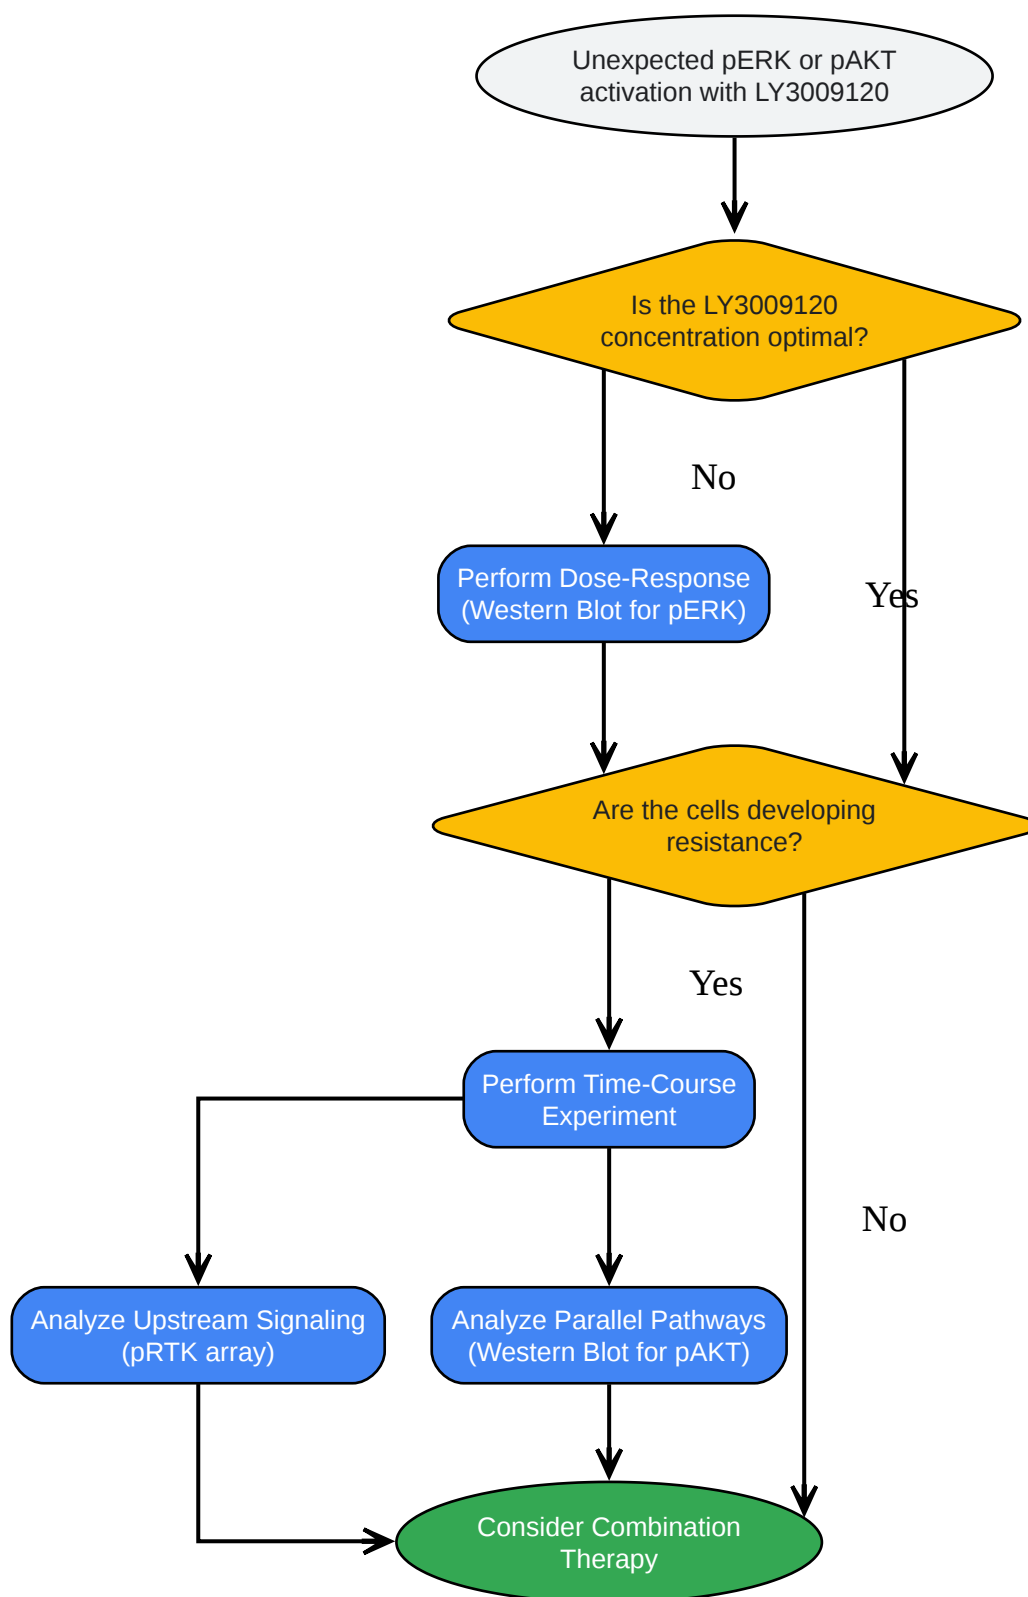 Unexpected pERK or pAKT
activation with LY3009120
Is the LY3009120
concentration optimal?
No
Perform Dose-Response
(Western Blot for pERK)
Yes
Are the cells developing
resistance?
Yes
Perform Time-Course
Experiment
No
Analyze Upstream Signaling
(pRTK array)
Analyze Parallel Pathways
(Western Blot for pAKT)
Consider Combination
Therapy